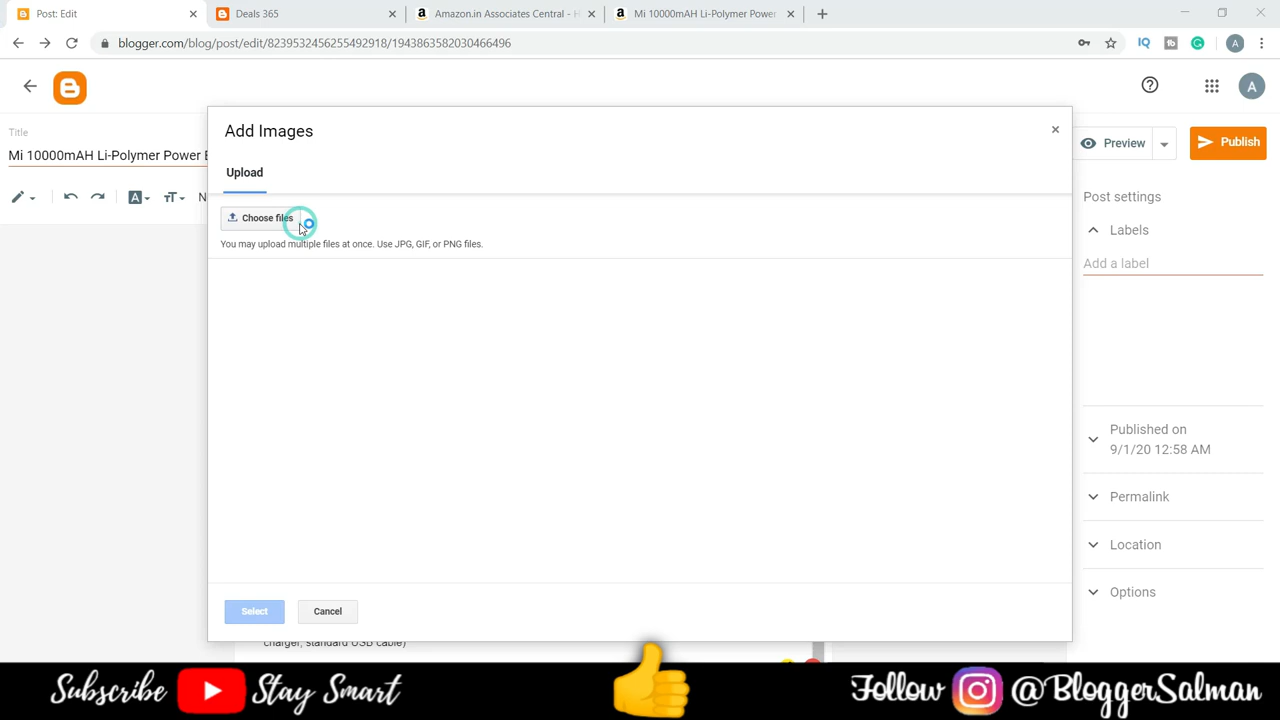 Post: Edit
Deals 365
Amazon.in Associates Central - H
Mi 10000mAH Li-Polymer Power
blogger.com/blog/post/edit/8239532456255492918/1943863582030466496
Add Images
Title
Mi 10000mAH Li-Polymer Power
Preview
Publish
Upload
Post settings
Choose files
You may upload multiple files at once. Use JPG, GIF, or PNG files.
Labels
Add a label
Published on
9/1/20 12:58 AM
Permalink
Location
Options
Select
Cancel
charger, standard USB cable)
Subscribe
Stay Smart
Follow
@BloggerSalman